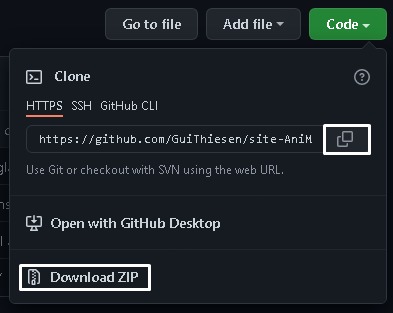 Go to file Add file Code
Clone
HTTPS SSH GitHub CLI
https://github.com/GuiThiesen/site-AniM
Use Git or checkout with SVN using the web URL.
Open with GitHub Desktop
Download ZIP